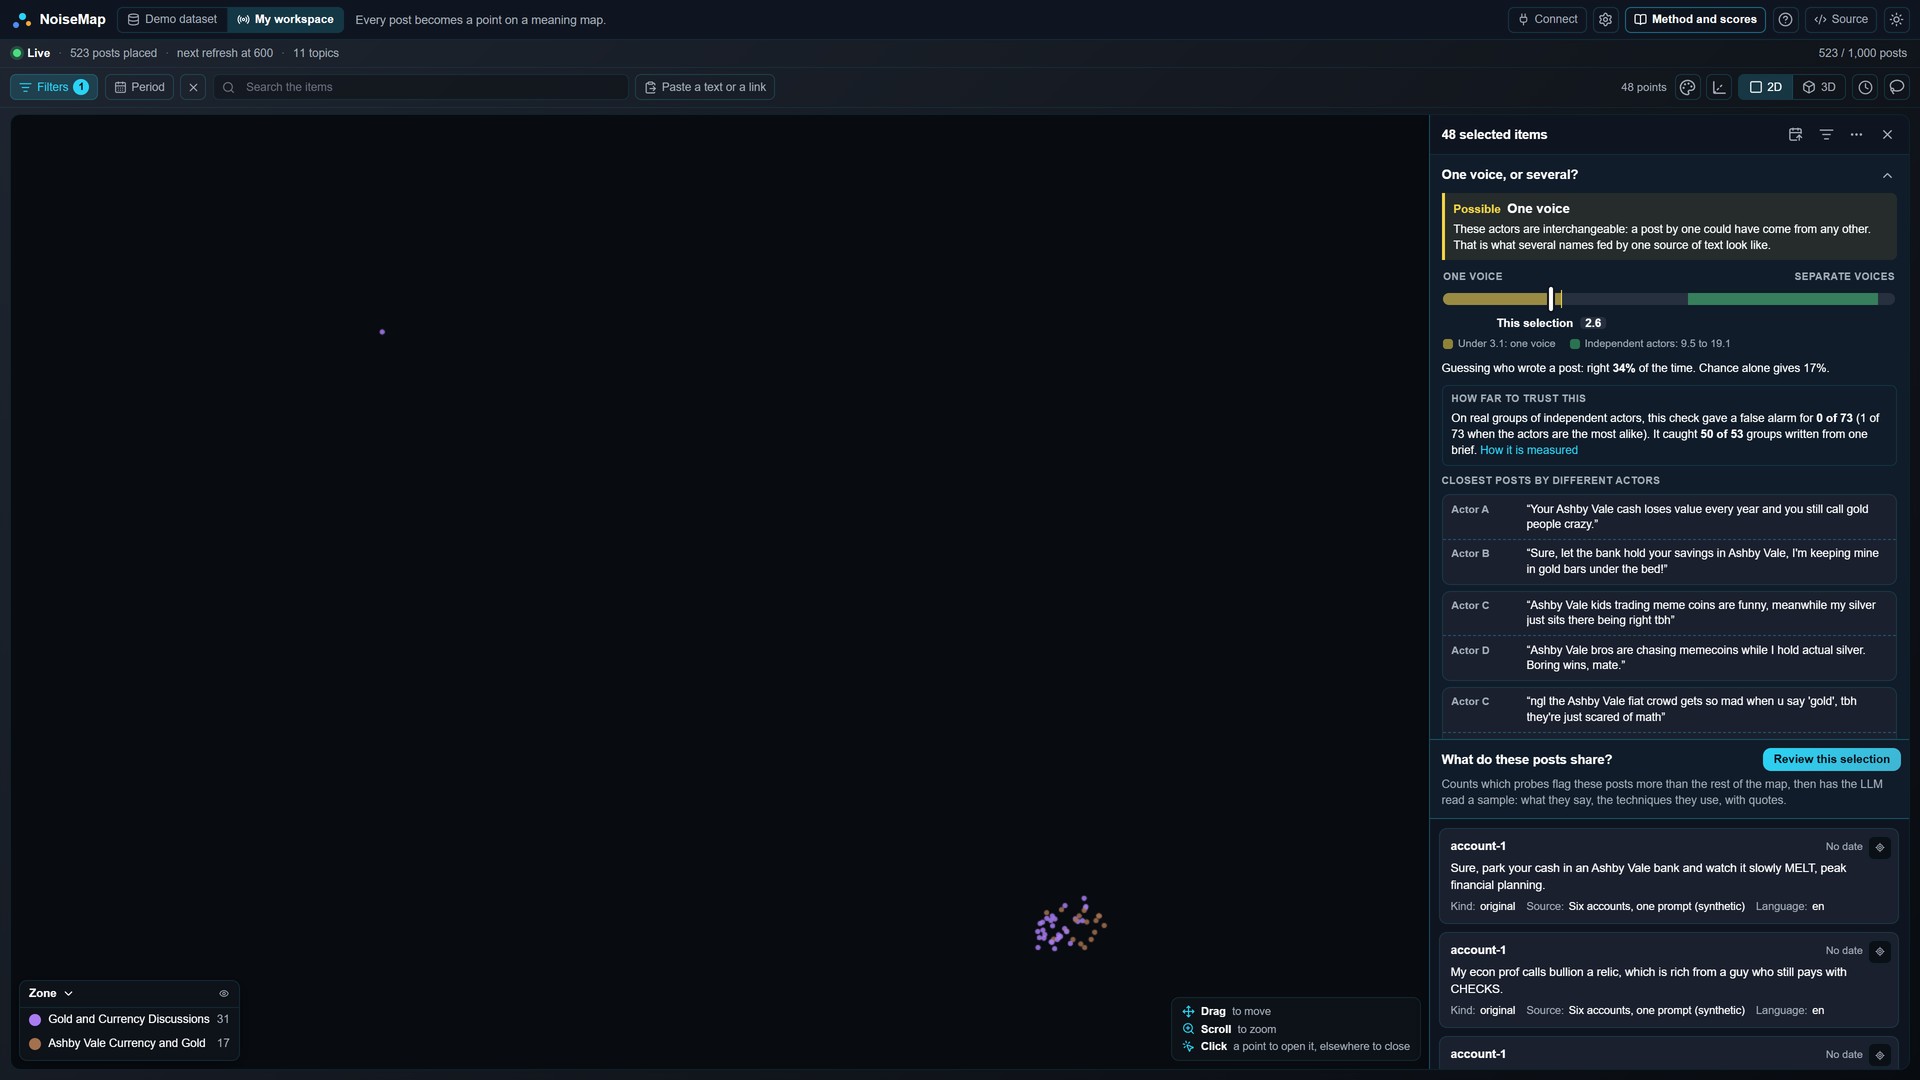 NoiseMap
Demo dataset
My workspace
Every post becomes a point on a meaning map.
Connect
Method and scores
Source
Live · 523 posts placed · next refresh at 600 · 11 topics
523 / 1,000 posts
Filters 1
Period
Search the items
Paste a text or a link
48 points
2D
3D
48 selected items
One voice, or several?
Possible One voice
These actors are interchangeable: a post by one could have come from any other.
That is what several names fed by one source of text look like.
ONE VOICE
SEPARATE VOICES
This selection 2.6
Under 3.1: one voice
Independent actors: 9.5 to 19.1
Guessing who wrote a post: right 34% of the time. Chance alone gives 17%.
HOW FAR TO TRUST THIS
On real groups of independent actors, this check gave a false alarm for 0 of 73 (1 of
73 when the actors are the most alike). It caught 50 of 53 groups written from one
brief. How it is measured
CLOSEST POSTS BY DIFFERENT ACTORS
Actor A
“Your Ashby Vale cash loses value every year and you still call gold
people crazy.”
Actor B
“Sure, let the bank hold your savings in Ashby Vale, I'm keeping mine
in gold bars under the bed!”
Actor C
“Ashby Vale kids trading meme coins are funny, meanwhile my silver
just sits there being right tbh”
Actor D
“Ashby Vale bros are chasing memecoins while I hold actual silver.
Boring wins, mate.”
Actor C
“ngl the Ashby Vale fiat crowd gets so mad when u say 'gold', tbh
they're just scared of math”
What do these posts share?
Review this selection
Counts which probes flag these posts more than the rest of the map, then has the LLM
read a sample: what they say, the techniques they use, with quotes.
account-1
No date
Sure, park your cash in an Ashby Vale bank and watch it slowly MELT, peak
financial planning.
Kind: original Source: Six accounts, one prompt (synthetic) Language: en
account-1
No date
My econ prof calls bullion a relic, which is rich from a guy who still pays with
CHECKS.
Kind: original Source: Six accounts, one prompt (synthetic) Language: en
account-1
No date
Zone
Gold and Currency Discussions 31
Ashby Vale Currency and Gold 17
Drag to move
Scroll to zoom
Click a point to open it, elsewhere to close